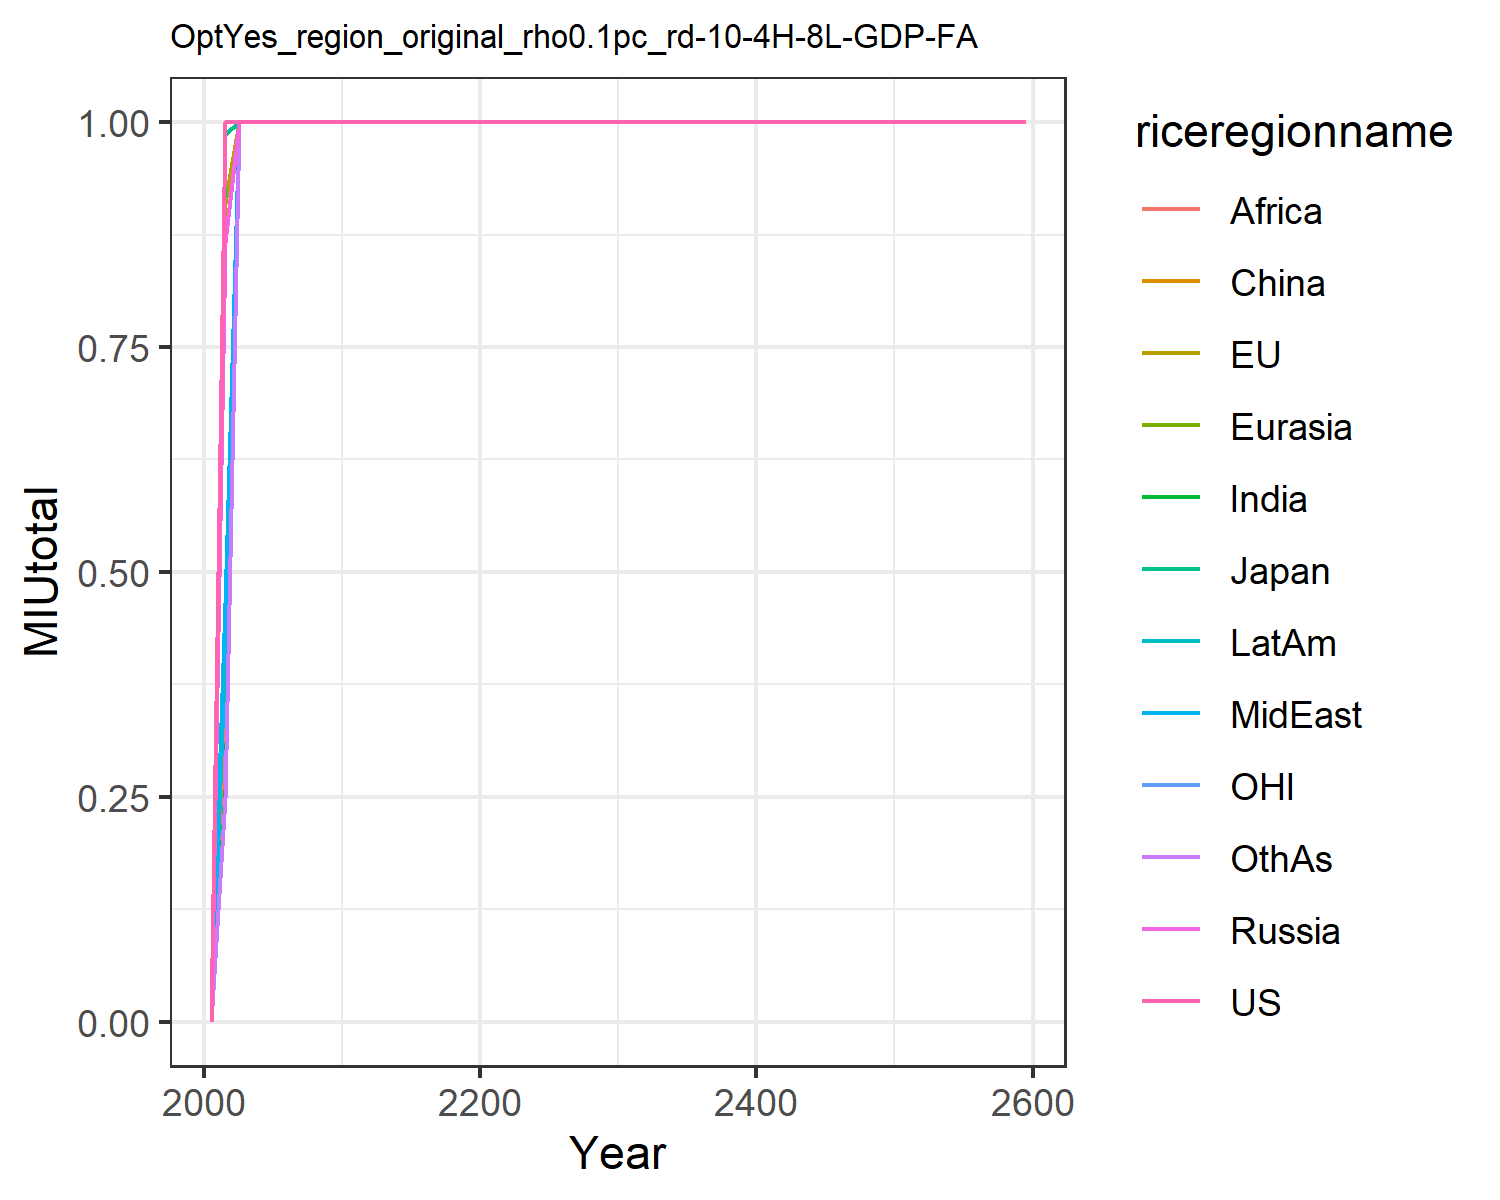 OptYes_region_original_rho0.1pc_rd-10-4H-8L-GDP-FA
1.00
0.75
0.50
0.25
0.00
MIUtotal
2000 2200 2400 2600
Year
riceregionname
Africa
China
EU
Eurasia
India
Japan
LatAm
MidEast
OHI
OthAs
Russia
US